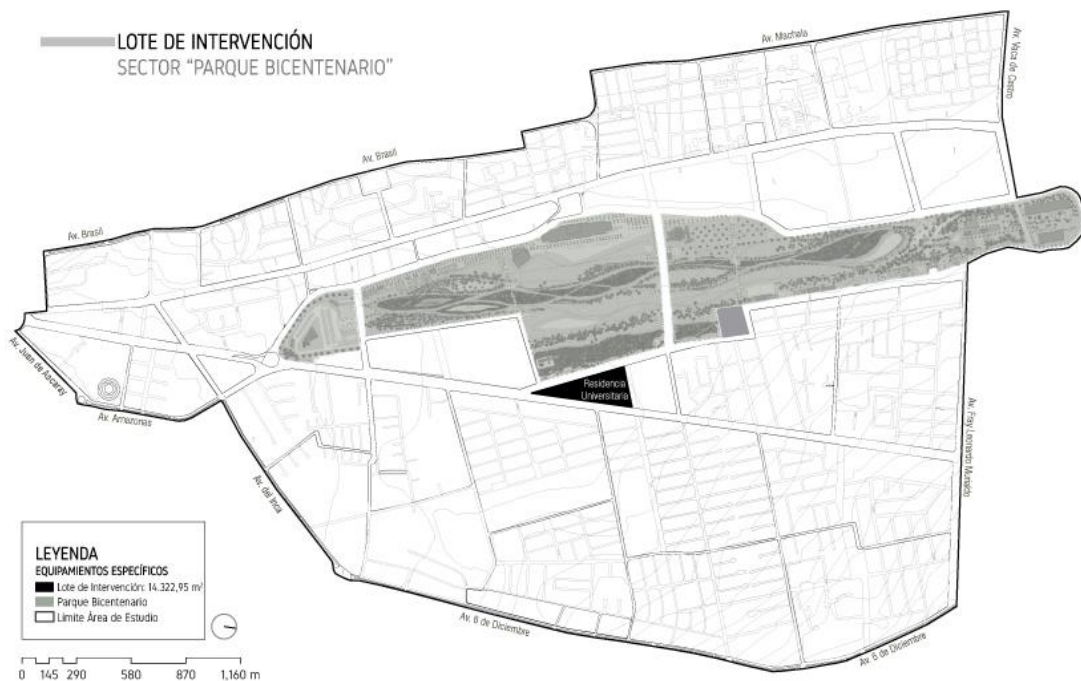 LOTE DE INTERVENCIÓN
SECTOR "PARQUE BICENTENARIO"
Av. Machala
Av. Vaca de Castro
Av. Brasil
Av. Brasil
Av. Juan de Ascaray
Av. Amazonas
Residencia
Universitaria
Av. del Inca
Av. Fray Leonardo Murialdo
Av. 6 de Diciembre
Av. 6 de Diciembre
LEYENDA
EQUIPAMIENTOS ESPECÍFICOS
Lote de Intervención: 14.322,95 m²
Parque Bicentenario
Límite Área de Estudio
0 145 290 580 870 1,160 m